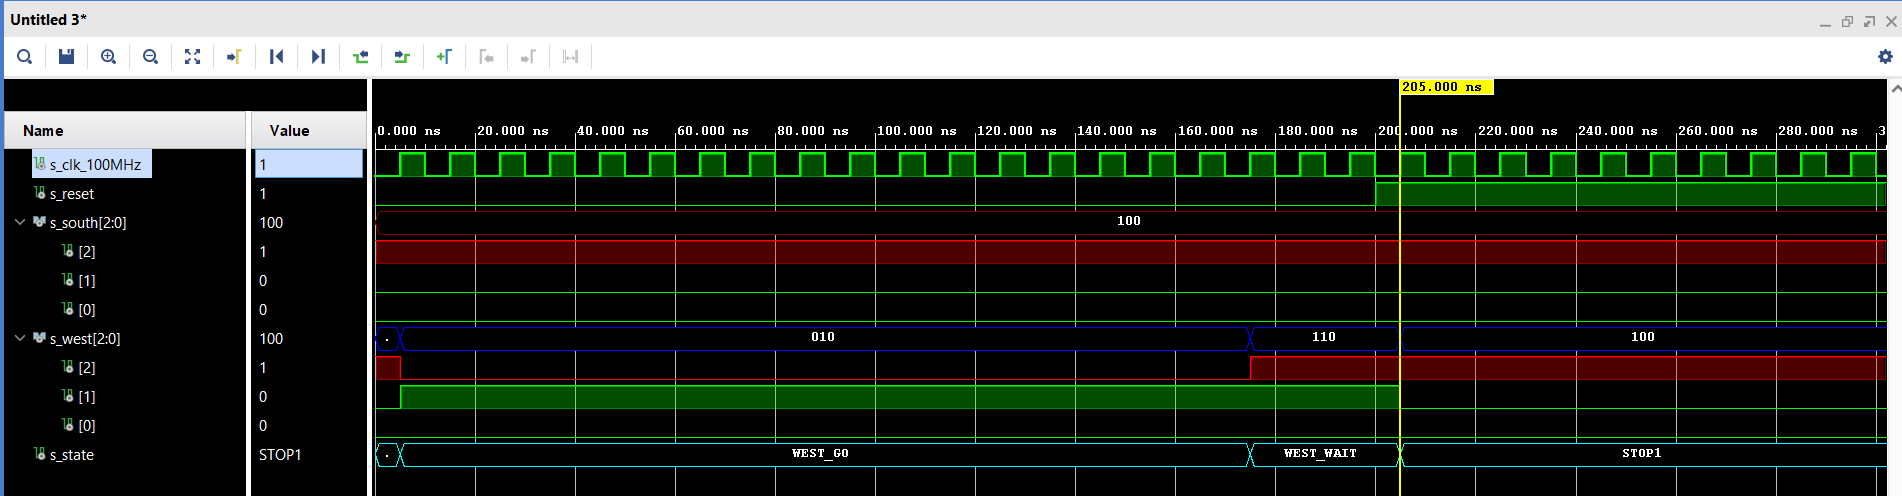 Untitled 3*
205.000 ns
Name Value
0.000 ns 20.000 ns 40.000 ns 60.000 ns 80.000 ns 100.000 ns 120.000 ns 140.000 ns 160.000 ns 180.000 ns 200.000 ns 220.000 ns 240.000 ns 260.000 ns 280.000 ns 3
s_clk_100MHz 1
s_reset 1
s_south[2:0] 100 100
[2] 1
[1] 0
[0] 0
s_west[2:0] 100 . 010 110 100
[2] 1
[1] 0
[0] 0
s_state STOP1 . WEST_GO WEST_WAIT STOP1